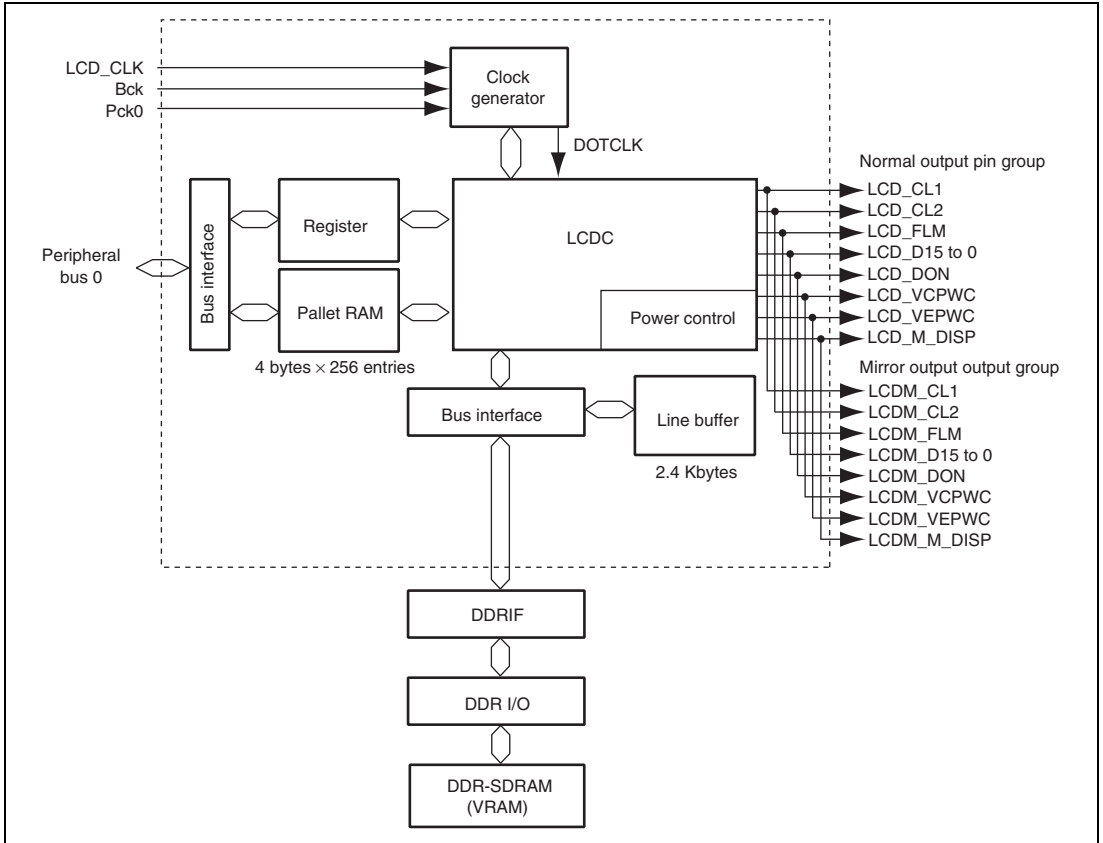 LCD_CLK
Bck
Pck0
Clock
generator
DOTCLK
Normal output pin group
LCD_CL1
LCD_CL2
LCD_FLM
LCD_D15 to 0
LCD_DON
LCD_VCPWC
LCD_VEPWC
LCD_M_DISP
Peripheral
bus 0
Bus interface
Register
Pallet RAM
4 bytes × 256 entries
LCDC
Power control
Mirror output output group
LCDM_CL1
LCDM_CL2
LCDM_FLM
LCDM_D15 to 0
LCDM_DON
LCDM_VCPWC
LCDM_VEPWC
LCDM_M_DISP
Bus interface
Line buffer
2.4 Kbytes
DDRIF
DDR I/O
DDR-SDRAM
(VRAM)